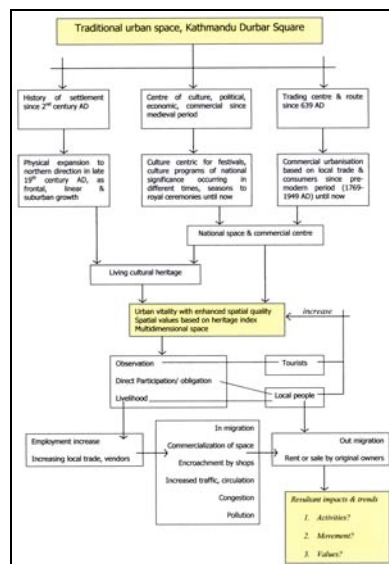 Traditional urban space, Kathmandu Durbar Square
History of settlement
since 2nd century AD
Centre of culture, political,
economic, commercial since
medieval period
Trading centre & route
since 639 AD
Physical expansion to
northern direction in late
19th century AD, as
frontal, linear &
suburban growth
Culture centric for festivals,
culture programs of national
significance occurring in
different times, seasons to
royal ceremonies until now
Commercial urbanisation
based on local trade &
consumers since pre-
modern period (1769-
1949 AD) until now
National space & commercial centre
Living cultural heritage
Urban vitality with enhanced spatial quality
Spatial values based on heritage index
Multidimensional space
increase
Observation
Direct Participation/ obligation
Livelihood
Tourists
Local people
Employment increase
Increasing local trade, vendors
In migration
Commercialization of space
Encroachment by shops
Increased traffic, circulation
Congestion
Pollution
Out migration
Rent or sale by original owners
Resultant impacts & trends
1. Activities?
2. Movement?
3. Values?